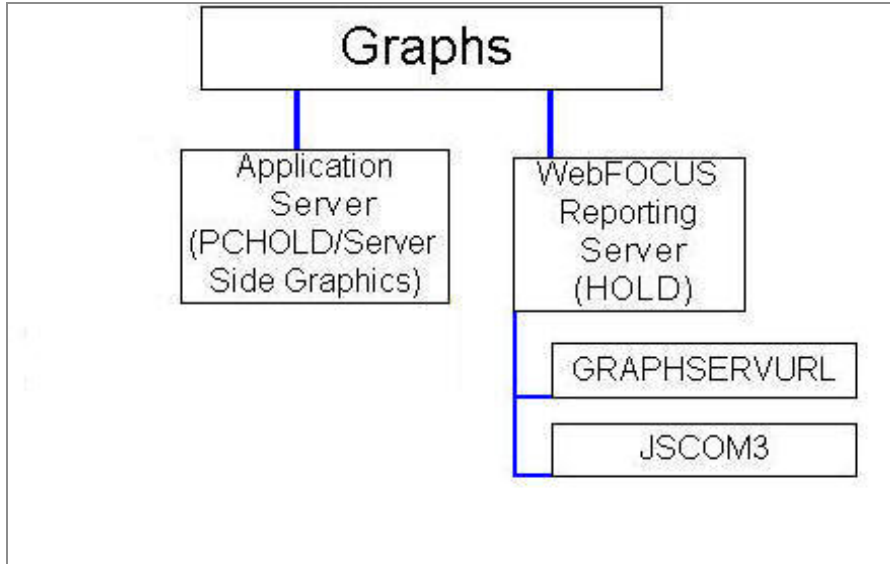 Graphs
Application
Server
(PCHOLD/Server
Side Graphics)
WebFOCUS
Reporting
Server
(HOLD)
GRAPHSERVURL
JSCOM3